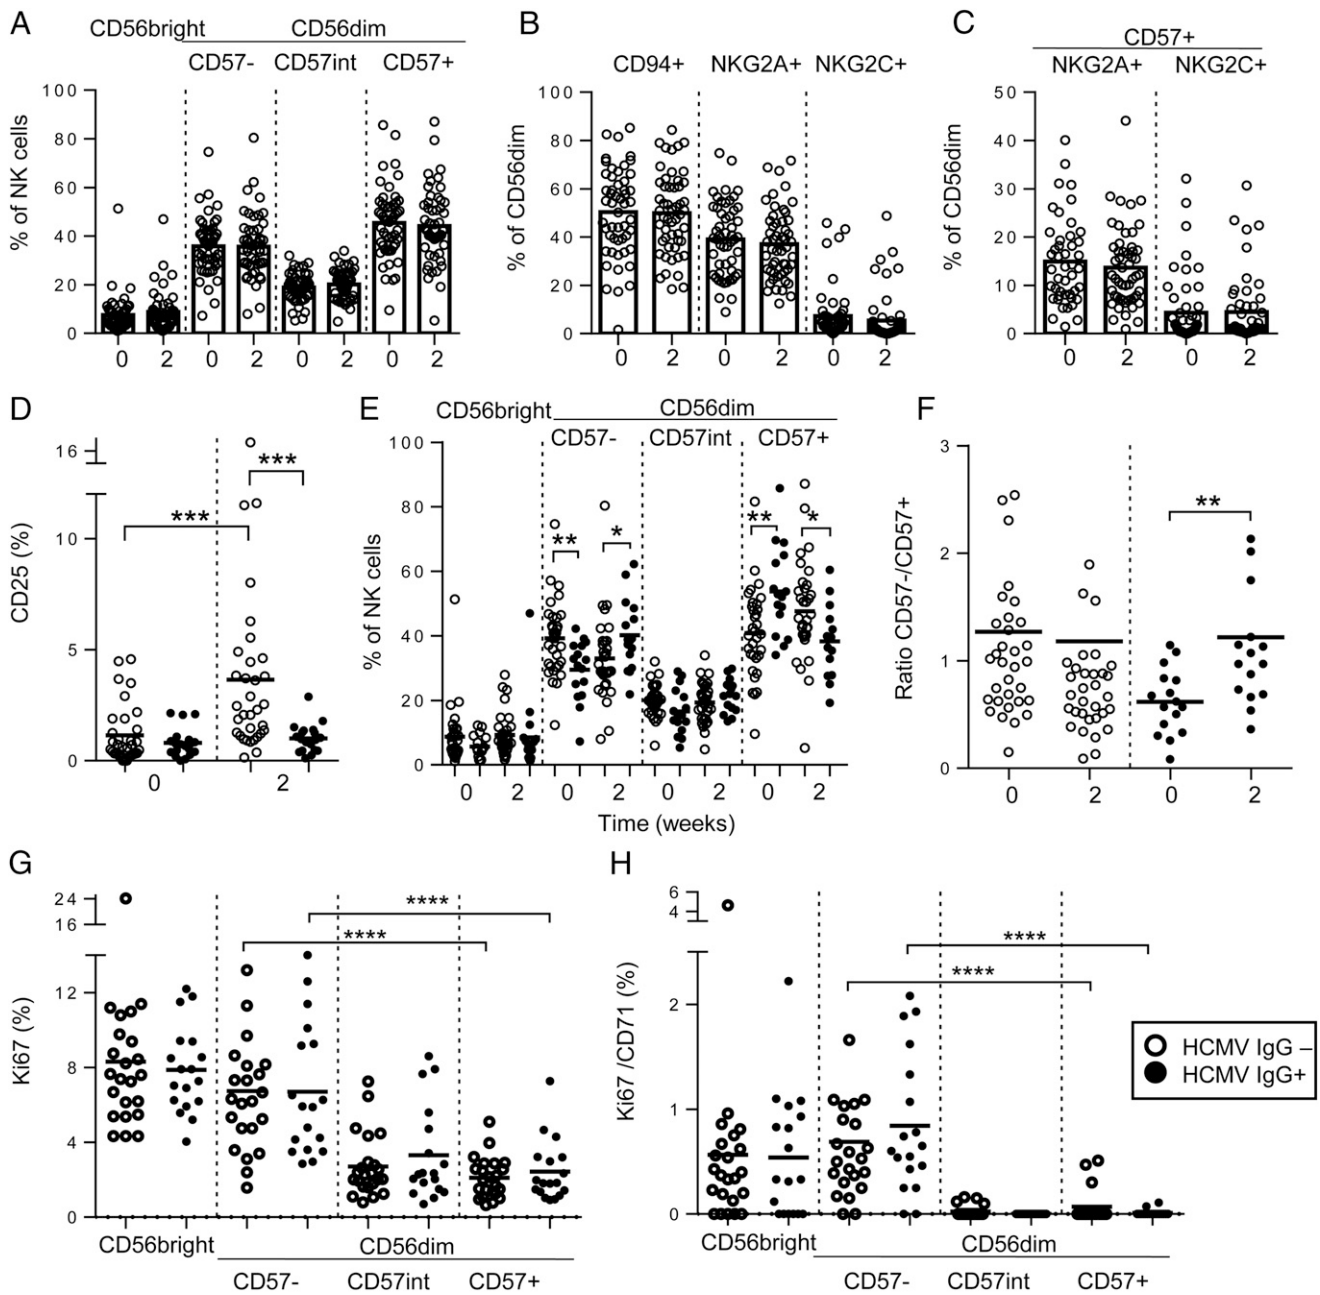 A
CD56bright
CD56dim
CD57-
CD57int
CD57+
% of NK cells
100
80
60
40
20
0
0 2 0 2 0 2 0 2
B
CD94+
NKG2A+
NKG2C+
% of CD56dim
100
80
60
40
20
0
0 2 0 2 0 2
C
CD57+
NKG2A+
NKG2C+
% of CD56dim
50
40
30
20
10
0
0 2 0 2
D
CD25 (%)
16
10
5
0
***
***
0 2
E
CD56bright
CD56dim
CD57-
CD57int
CD57+
% of NK cells
100
80
60
40
20
0
**
*
**
*
0 2 0 2 0 2 0 2
Time (weeks)
F
Ratio CD57-/CD57+
3
2
1
0
**
0 2 0 2
G
Ki67 (%)
24
16
12
8
4
0
****
****
CD56bright
CD56dim
CD57-
CD57int
CD57+
H
Ki67 /CD71 (%)
6
4
2
1
0
****
****
CD56bright
CD56dim
CD57-
CD57int
CD57+
HCMV IgG –
HCMV IgG+